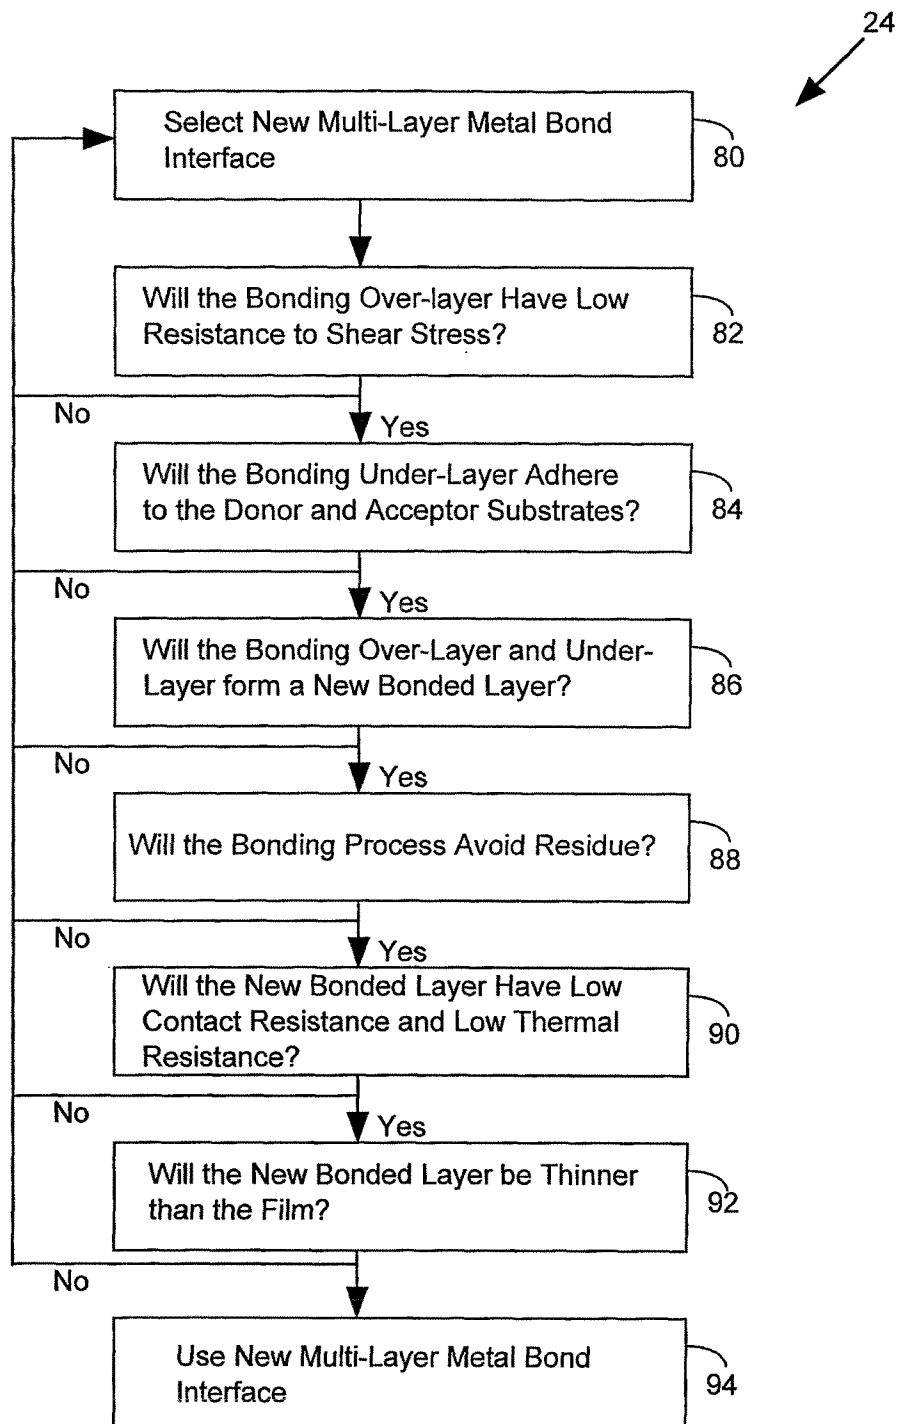 24
Select New Multi-Layer Metal Bond
Interface
80
Will the Bonding Over-layer Have Low
Resistance to Shear Stress?
82
No
Yes
Will the Bonding Under-Layer Adhere
to the Donor and Acceptor Substrates?
84
No
Yes
Will the Bonding Over-Layer and Under-
Layer form a New Bonded Layer?
86
No
Yes
Will the Bonding Process Avoid Residue?
88
No
Yes
Will the New Bonded Layer Have Low
Contact Resistance and Low Thermal
Resistance?
90
No
Yes
Will the New Bonded Layer be Thinner
than the Film?
92
No
Use New Multi-Layer Metal Bond
Interface
94